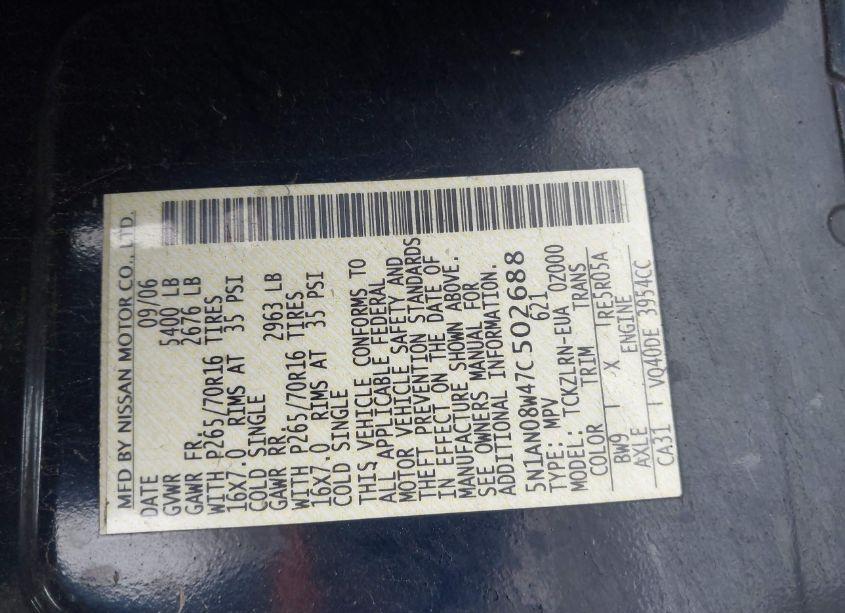 MFD BY NISSAN MOTOR CO., LTD.
DATE 09/06
GVWR 5400 LB
GAWR FR. 2676 LB
WITH P265/70R16 TIRES
16X7.0 RIMS AT 35 PSI
COLD SINGLE
GAWR RR. 2963 LB
WITH P265/70R16 TIRES
16X7.0 RIMS AT 35 PSI
COLD SINGLE
THIS VEHICLE CONFORMS TO
ALL APPLICABLE FEDERAL
MOTOR VEHICLE SAFETY AND
THEFT PREVENTION STANDARDS
IN EFFECT ON THE DATE OF
MANUFACTURE SHOWN ABOVE.
SEE OWNERS MANUAL FOR
ADDITIONAL INFORMATION.
5N1AN08W47C502688
TYPE: MPV 621 0Z000
MODEL: TCKZLRN-EUA
COLOR TRIM TRANS
BW9 X RE5R05A
AXLE ENGINE
CA31 VQ40DE 3954CC